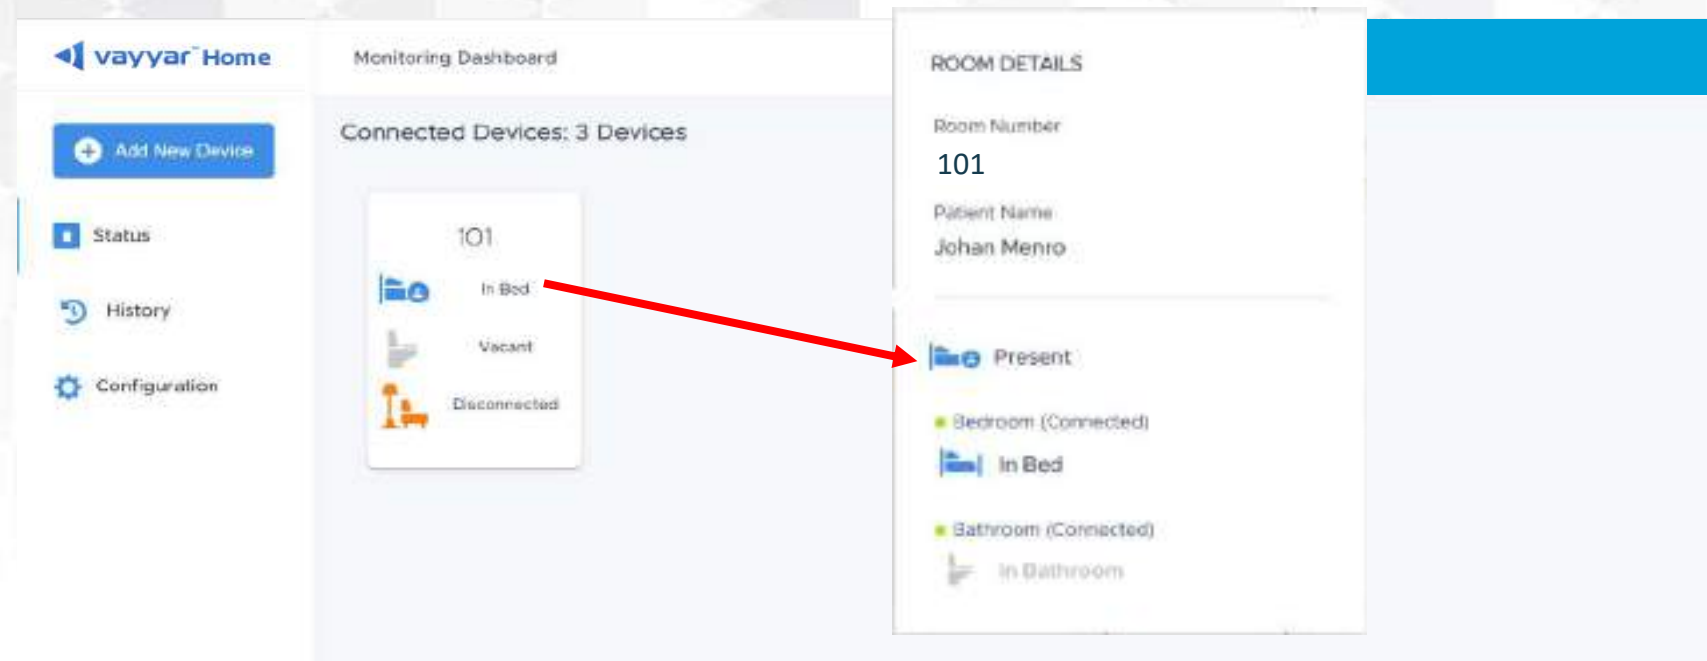 vayyar Home
Monitoring Dashboard
Add New Device
Status
History
Configuration
Connected Devices: 3 Devices
101
In Bed
Vacant
Disconnected
ROOM DETAILS
Room Number
101
Patient Name
Johan Menro
Present
Bedroom (Connected)
In Bed
Bathroom (Connected)
In Bathroom